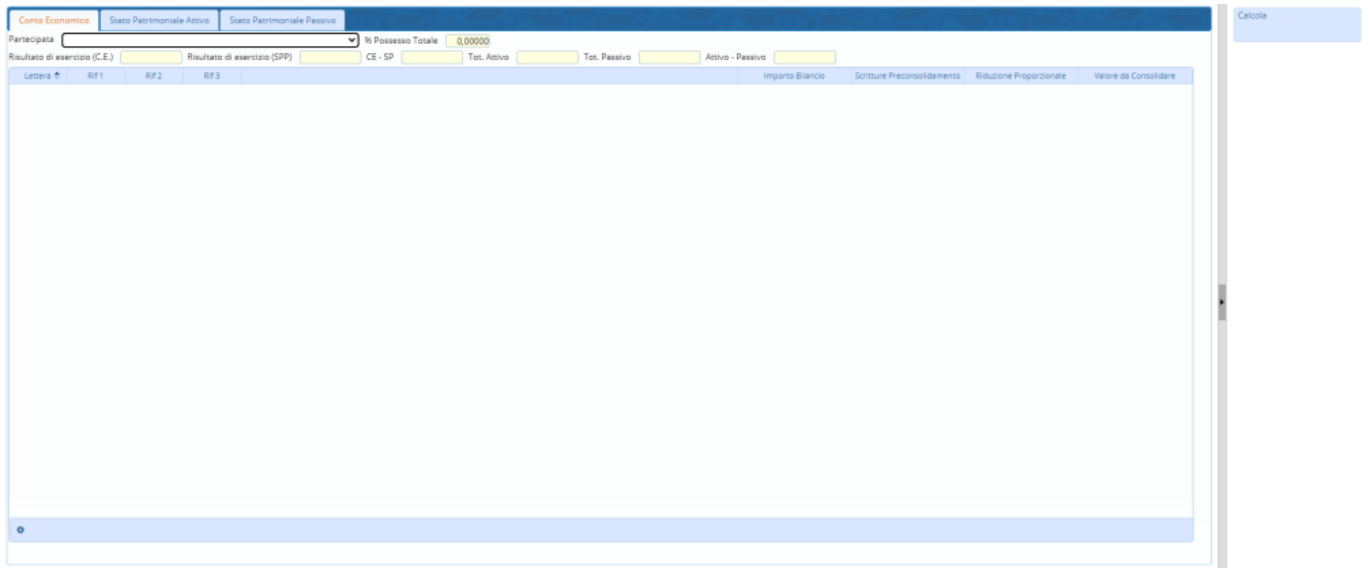 Conto Economico Stato Patrimoniale Attivo Stato Patrimoniale Passivo
Calcola
Partecipata % Possesso Totale 0,00000
Risultato di esercizio (C.E.) Risultato di esercizio (SPP) CE - SP Tot. Attivo Tot. Passivo Attivo - Passivo
Lettera Rif 1 Rif 2 Rif 3 Importo Bilancio Scritture Preconsolidamento Riduzione Proporzionale Valore da Consolidare